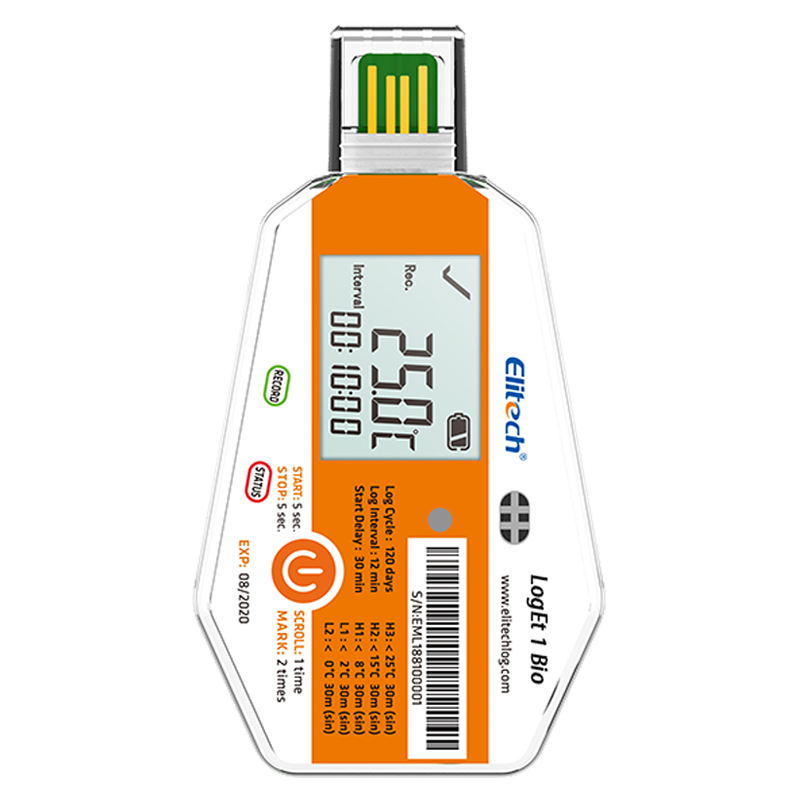 Elitech®
LogEt 1 Bio
www.elitechlog.com
Rec.
25.0℃
Interval
00:10:00
S/N:EML188100001
Log Cycle : 120 days
Log Interval : 12 min
Start Delay : 30 min
H3: < 25℃ 30m (sin)
H2: < 15℃ 30m (sin)
H1: < 8℃ 30m (sin)
L1: < 2℃ 30m (sin)
L2: < 0℃ 30m (sin)
RECORD
STATUS
START: 5 sec.
STOP: 5 sec.
SCROLL: 1 time
MARK: 2 times
EXP: 08/2020